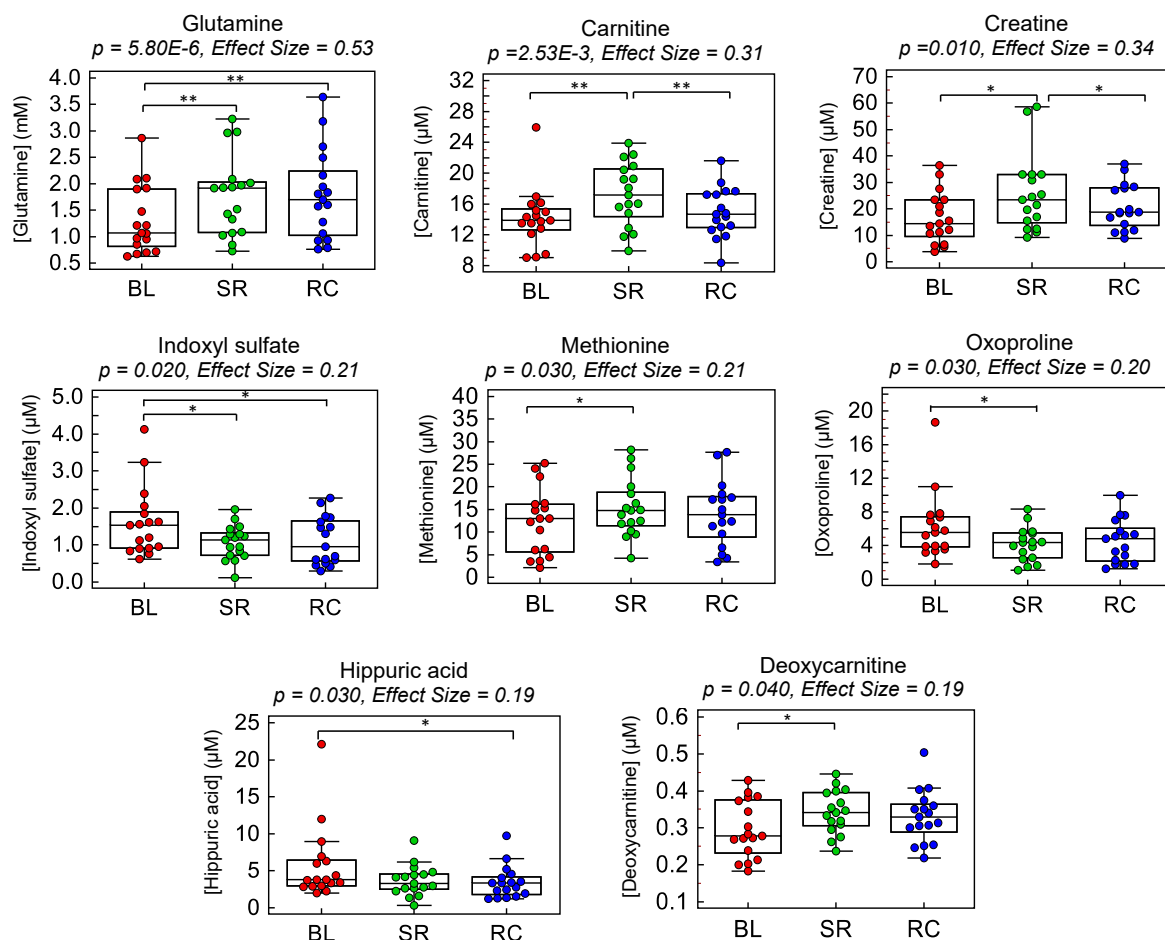 Glutamine
p = 5.80E-6, Effect Size = 0.53
[Glutamine] (mM)
4.0
3.5
3.0
2.5
2.0
1.5
1.0
0.5
**
**
BL SR RC
Carnitine
p =2.53E-3, Effect Size = 0.31
[Carnitine] (µM)
32
28
24
20
16
12
8
** **
BL SR RC
Creatine
p =0.010, Effect Size = 0.34
[Creatine] (µM)
70
60
50
40
30
20
10
0
* *
BL SR RC
Indoxyl sulfate
p = 0.020, Effect Size = 0.21
[Indoxyl sulfate] (µM)
5.0
4.0
3.0
2.0
1.0
0.0
*
*
BL SR RC
Methionine
p = 0.030, Effect Size = 0.21
[Methionine] (µM)
40
35
30
25
20
15
10
5
0
*
BL SR RC
Oxoproline
p = 0.030, Effect Size = 0.20
[Oxoproline] (µM)
20
16
12
8
4
0
*
BL SR RC
Hippuric acid
p = 0.030, Effect Size = 0.19
[Hippuric acid] (µM)
25
20
15
10
5
0
*
BL SR RC
Deoxycarnitine
p = 0.040, Effect Size = 0.19
[Deoxycarnitine] (µM)
0.6
0.5
0.4
0.3
0.2
0.1
*
BL SR RC